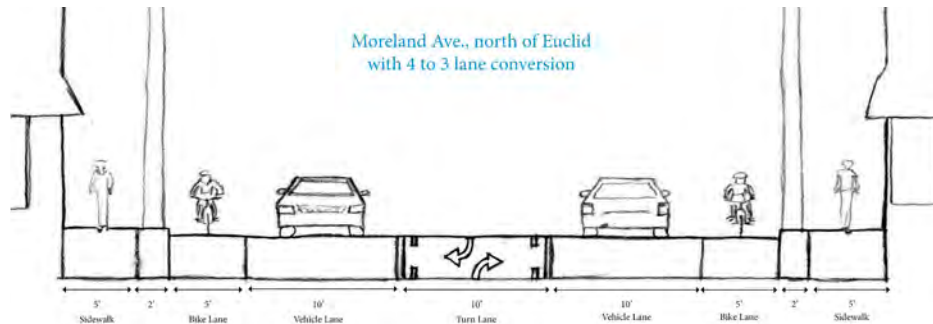 Moreland Ave., north of Euclid
with 4 to 3 lane conversion
5' 2' 5' 10' 10' 10' 5' 2' 5'
Sidewalk Bike Lane Vehicle Lane Turn Lane Vehicle Lane Bike Lane Sidewalk